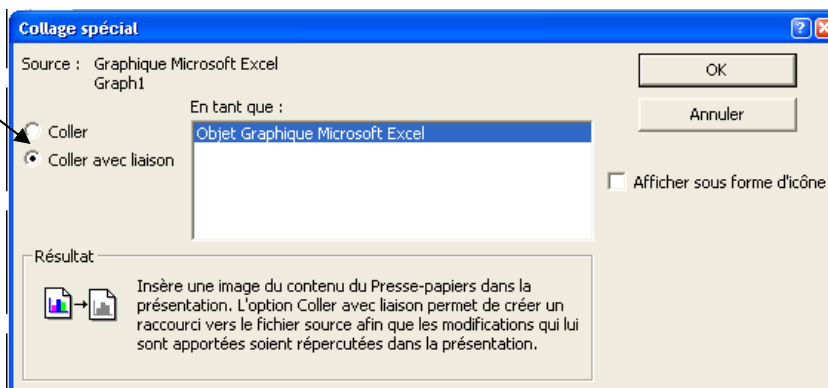 Collage spécial
Source : Graphique Microsoft Excel
Graph1
En tant que :
Coller
Coller avec liaison
Objet Graphique Microsoft Excel
OK
Annuler
Afficher sous forme d'icône
Résultat
Insère une image du contenu du Presse-papiers dans la
présentation. L'option Coller avec liaison permet de créer un
raccourci vers le fichier source afin que les modifications qui lui
sont apportées soient répercutées dans la présentation.